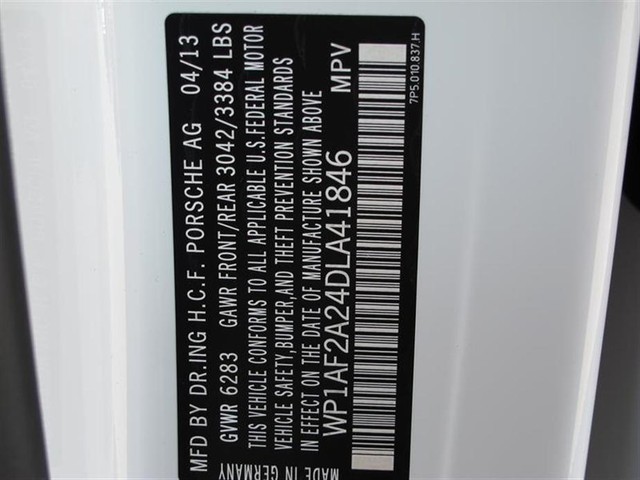 MFD BY DR.ING H.C.F. PORSCHE AG 04/13
GVWR 6283 GAWR FRONT/REAR 3042/3384 LBS
THIS VEHICLE CONFORMS TO ALL APPLICABLE U.S.FEDERAL MOTOR
VEHICLE SAFETY,BUMPER,AND THEFT PREVENTION STANDARDS
IN EFFECT ON THE DATE OF MANUFACTURE SHOWN ABOVE
WP1AF2A24DLA41846 MPV
MADE IN GERMANY
7P5.010.837.H